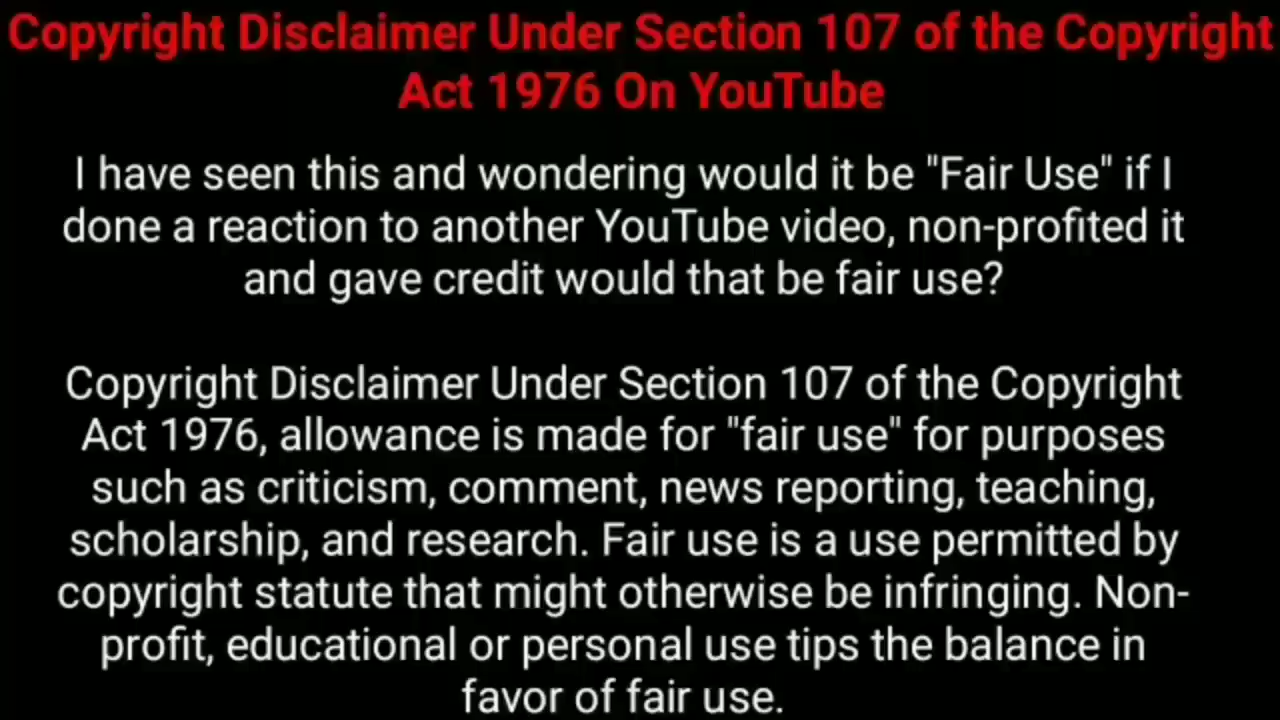 Copyright Disclaimer Under Section 107 of the Copyright
Act 1976 On YouTube
I have seen this and wondering would it be "Fair Use" if I
done a reaction to another YouTube video, non-profited it
and gave credit would that be fair use?
Copyright Disclaimer Under Section 107 of the Copyright
Act 1976, allowance is made for "fair use" for purposes
such as criticism, comment, news reporting, teaching,
scholarship, and research. Fair use is a use permitted by
copyright statute that might otherwise be infringing. Non-
profit, educational or personal use tips the balance in
favor of fair use.